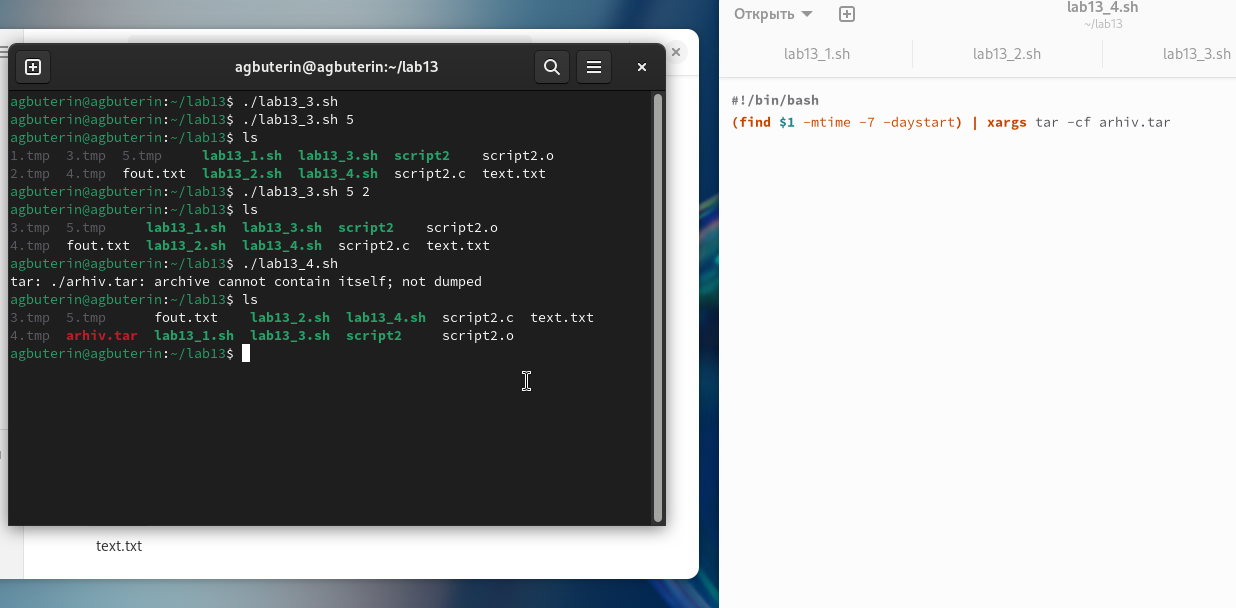 agbuterin@agbuterin:~/lab13
agbuterin@agbuterin:~/lab13$ ./lab13_3.sh
agbuterin@agbuterin:~/lab13$ ./lab13_3.sh 5
agbuterin@agbuterin:~/lab13$ ls
1.tmp  3.tmp  5.tmp     lab13_1.sh  lab13_3.sh  script2    script2.o
2.tmp  4.tmp  fout.txt  lab13_2.sh  lab13_4.sh  script2.c  text.txt
agbuterin@agbuterin:~/lab13$ ./lab13_3.sh 5 2
agbuterin@agbuterin:~/lab13$ ls
3.tmp  5.tmp     lab13_1.sh  lab13_3.sh  script2    script2.o
4.tmp  fout.txt  lab13_2.sh  lab13_4.sh  script2.c  text.txt
agbuterin@agbuterin:~/lab13$ ./lab13_4.sh
tar: ./arhiv.tar: archive cannot contain itself; not dumped
agbuterin@agbuterin:~/lab13$ ls
3.tmp  5.tmp      fout.txt    lab13_2.sh  lab13_4.sh  script2.c  text.txt
4.tmp  arhiv.tar  lab13_1.sh  lab13_3.sh  script2     script2.o
agbuterin@agbuterin:~/lab13$
text.txt
Открыть
lab13_4.sh
~/lab13
lab13_1.sh lab13_2.sh lab13_3.sh
#!/bin/bash
(find $1 -mtime -7 -daystart) | xargs tar -cf arhiv.tar